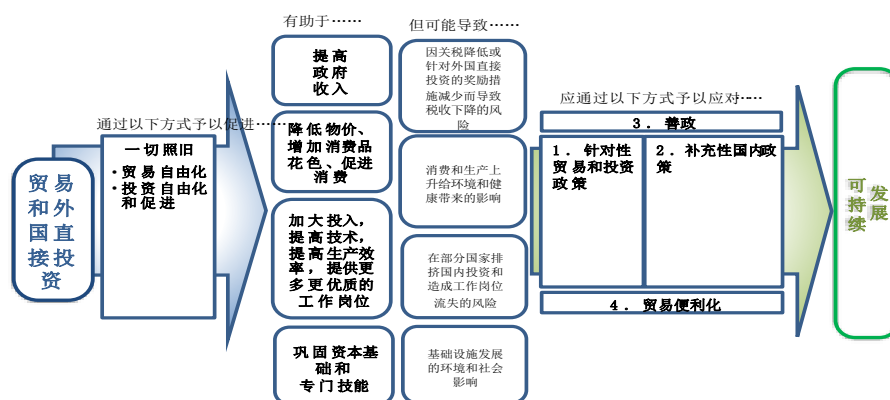 贸易
和外
国直
接投
资
通过以下方式予以促进……
一切照旧
•贸易自由化
•投资自由化
和促进
有助于……
提高
政府
收入
降低物价、
增加消费品
花色、促进
消费
加大投入，
提高技术，
提高生产效
率，提供更
多更优质的
工作岗位
巩固资本基
础和
专门技能
但可能导致……
因关税降低或
针对外国直接
投资的奖励措
施减少而导致
税收下降的风
险
消费和生产上
升给环境和健
康带来的影响
在部分国家排
挤国内投资和
造成工作岗位
流失的风险
基础设施发展
的环境和社会
影响
应通过以下方式予以应对……
3．善政
1．针对性
贸易和投资
政策
2．补充性国内政
策
4．贸易便利化
可持续
发展